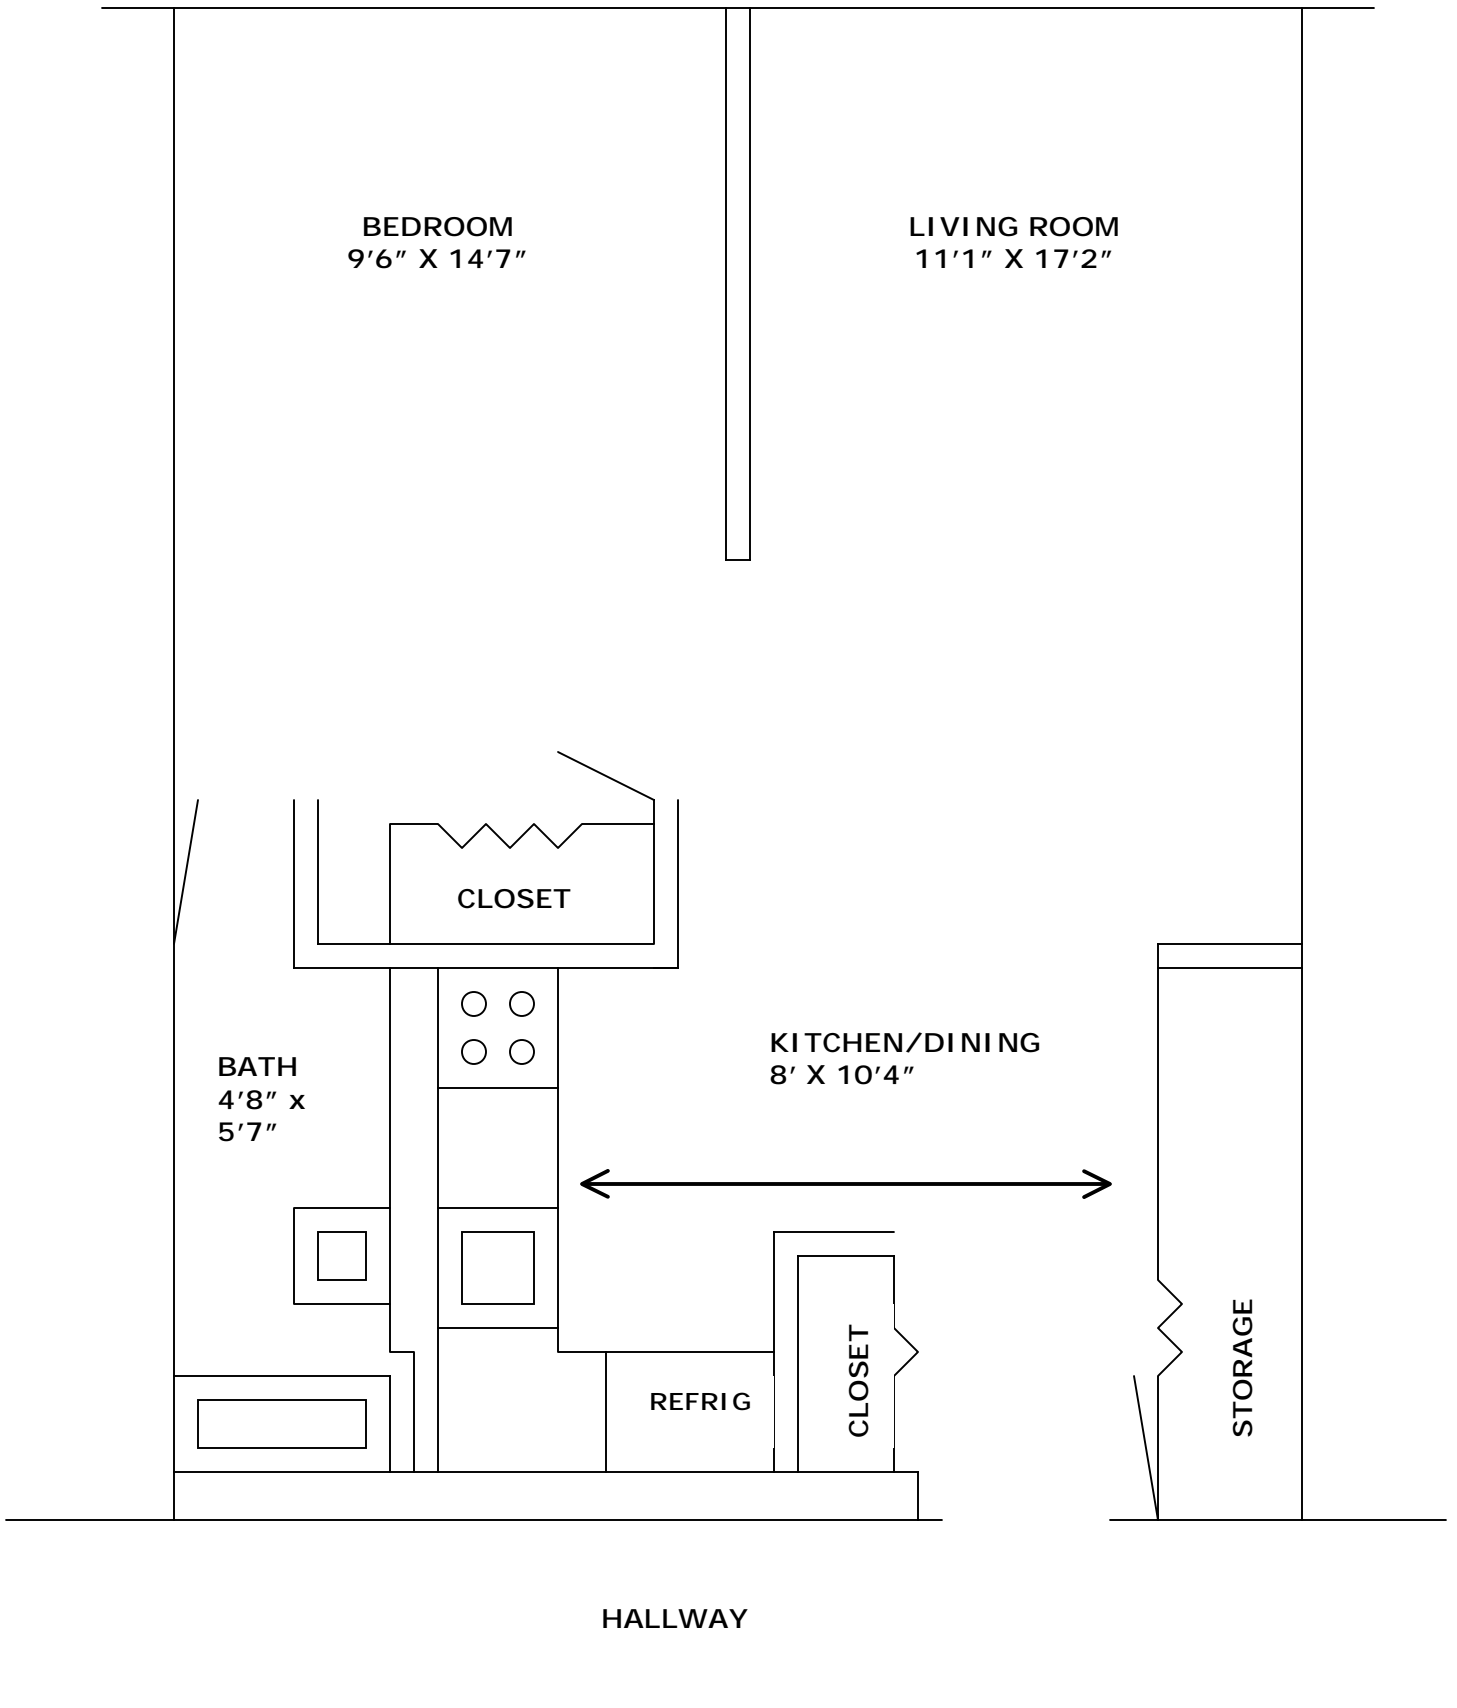 BEDROOM
9'6" X 14'7"
LIVING ROOM
11'1" X 17'2"
CLOSET
KITCHEN/DINING
8' X 10'4"
BATH
4'8" x
5'7"
REFRIG
CLOSET
STORAGE
HALLWAY